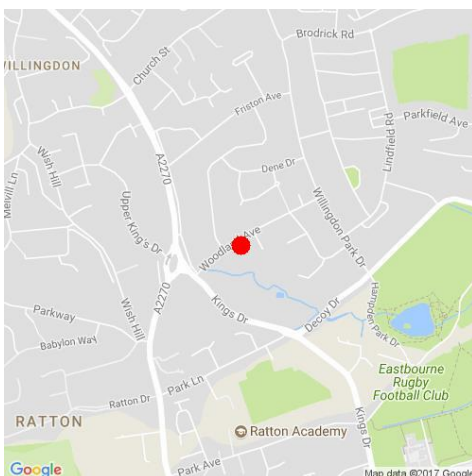 Brodrick Rd
WILLINGDON
Church St
Friston Ave
Parkfield Ave
Lindfield Rd
A2270
Dene Dr
Wish Hill
Melvill Ln
Upper King's Dr
Willingdon Park Dr
Woodland Ave
A2270
Kings Dr
Decoy Dr
Hampden Park Dr
Wish Hill
Parkway
Babylon Way
Park Ln
Ratton Dr
Eastbourne
Rugby
Football Club
RATTON
Ratton Academy
Kings Dr
Park Ave
Google
Map data ©2017 Google